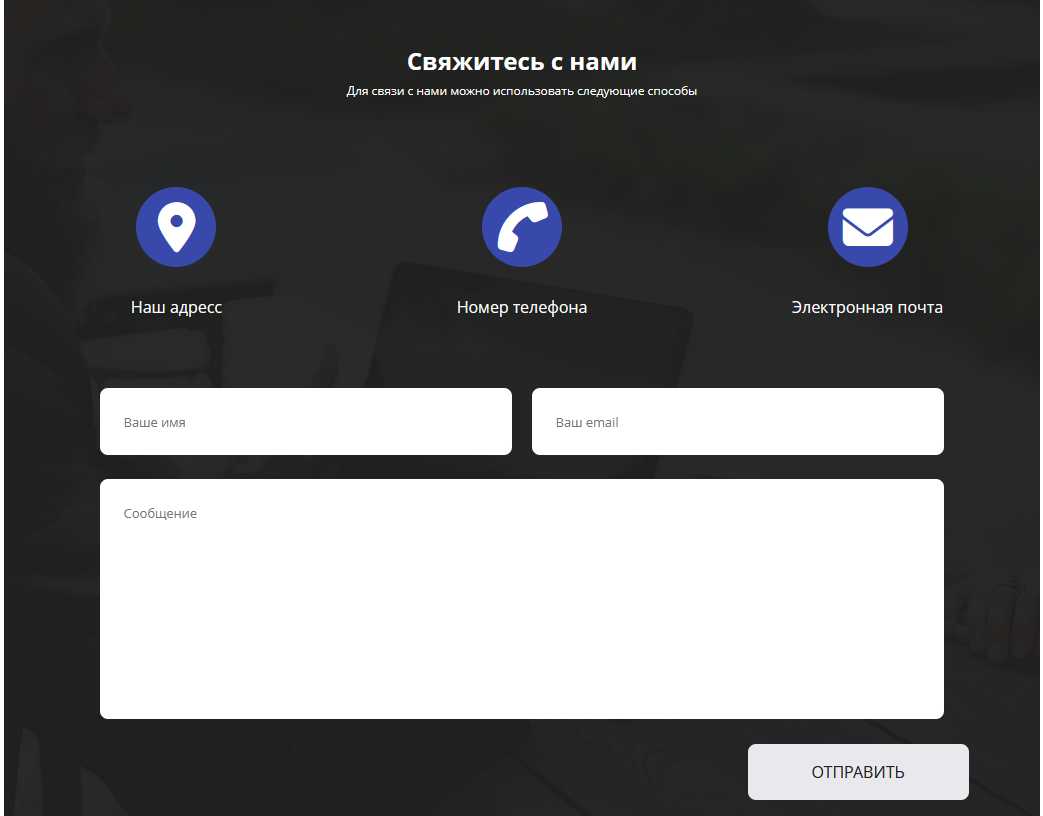 Свяжитесь с нами
Для связи с нами можно использовать следующие способы
Наш адресс
Номер телефона
Электронная почта
Ваше имя
Ваш email
Сообщение
ОТПРАВИТЬ